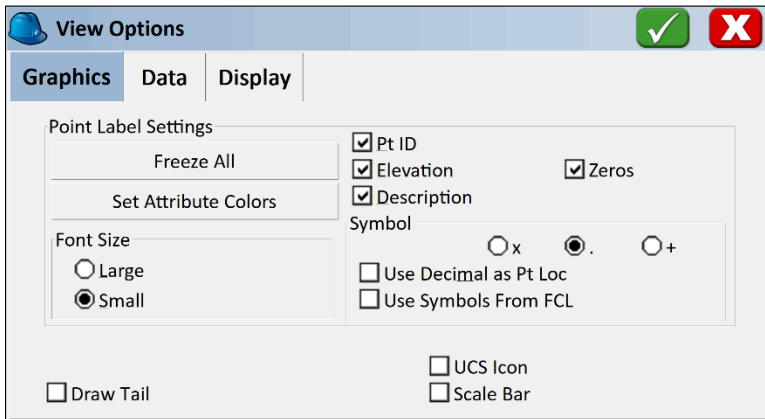 View Options
Graphics Data Display
Point Label Settings
Freeze All
Set Attribute Colors
Pt ID
Elevation Zeros
Description
Font Size
Large
Small
Symbol
x . +
Use Decimal as Pt Loc
Use Symbols From FCL
Draw Tail
UCS Icon
Scale Bar